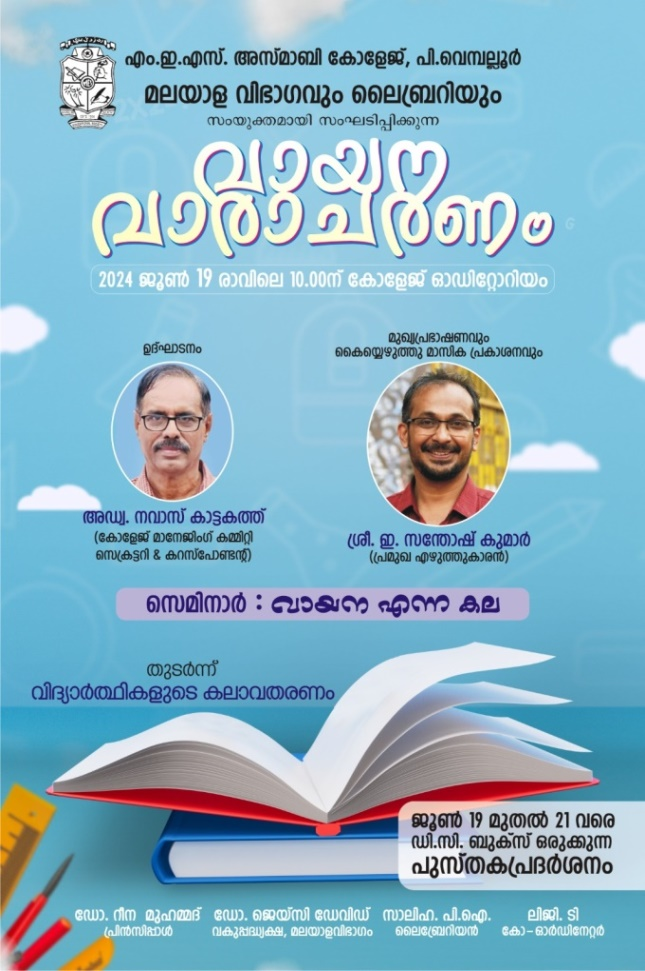 എം.ഇ.എസ്. അസ്മാബി കോളേജ്, പി.വെമ്പല്ലൂർ
മലയാള വിഭാഗവും ലൈബ്രറിയും
സംയുക്തമായി സംഘടിപ്പിക്കുന്ന
വായന
വാരാചരണം
2024 ജൂൺ 19 രാവിലെ 10.00ന് കോളേജ് ഓഡിറ്റോറിയം
ഉദ്ഘാടനം
അഡ്വ. നവാസ് കാട്ടകത്ത്
(കോളേജ് മാനേജിംഗ് കമ്മിറ്റി
സെക്രട്ടറി & കറസ്പോണ്ടന്റ്)
മുഖ്യപ്രഭാഷണവും
കൈയ്യെഴുത്തു മാസിക പ്രകാശനവും
ശ്രീ. ഇ. സന്തോഷ് കുമാർ
(പ്രമുഖ എഴുത്തുകാരൻ)
സെമിനാർ : വായന എന്ന കല
തുടർന്ന്
വിദ്യാർത്ഥികളുടെ കലാവതരണം
ജൂൺ 19 മുതൽ 21 വരെ
ഡി.സി. ബുക്സ് ഒരുക്കുന്ന
പുസ്തകപ്രദർശനം
ഡോ. റീന മുഹമ്മദ്
പ്രിൻസിപ്പാൾ
ഡോ. ജെയ്സി ഡേവിഡ്
വകുപ്പദ്ധ്യക്ഷ, മലയാളവിഭാഗം
സാലിഹ. പി.ഐ.
ലൈബ്രേറിയൻ
ലിജി. ടി
കോ-ഓർഡിനേറ്റർ